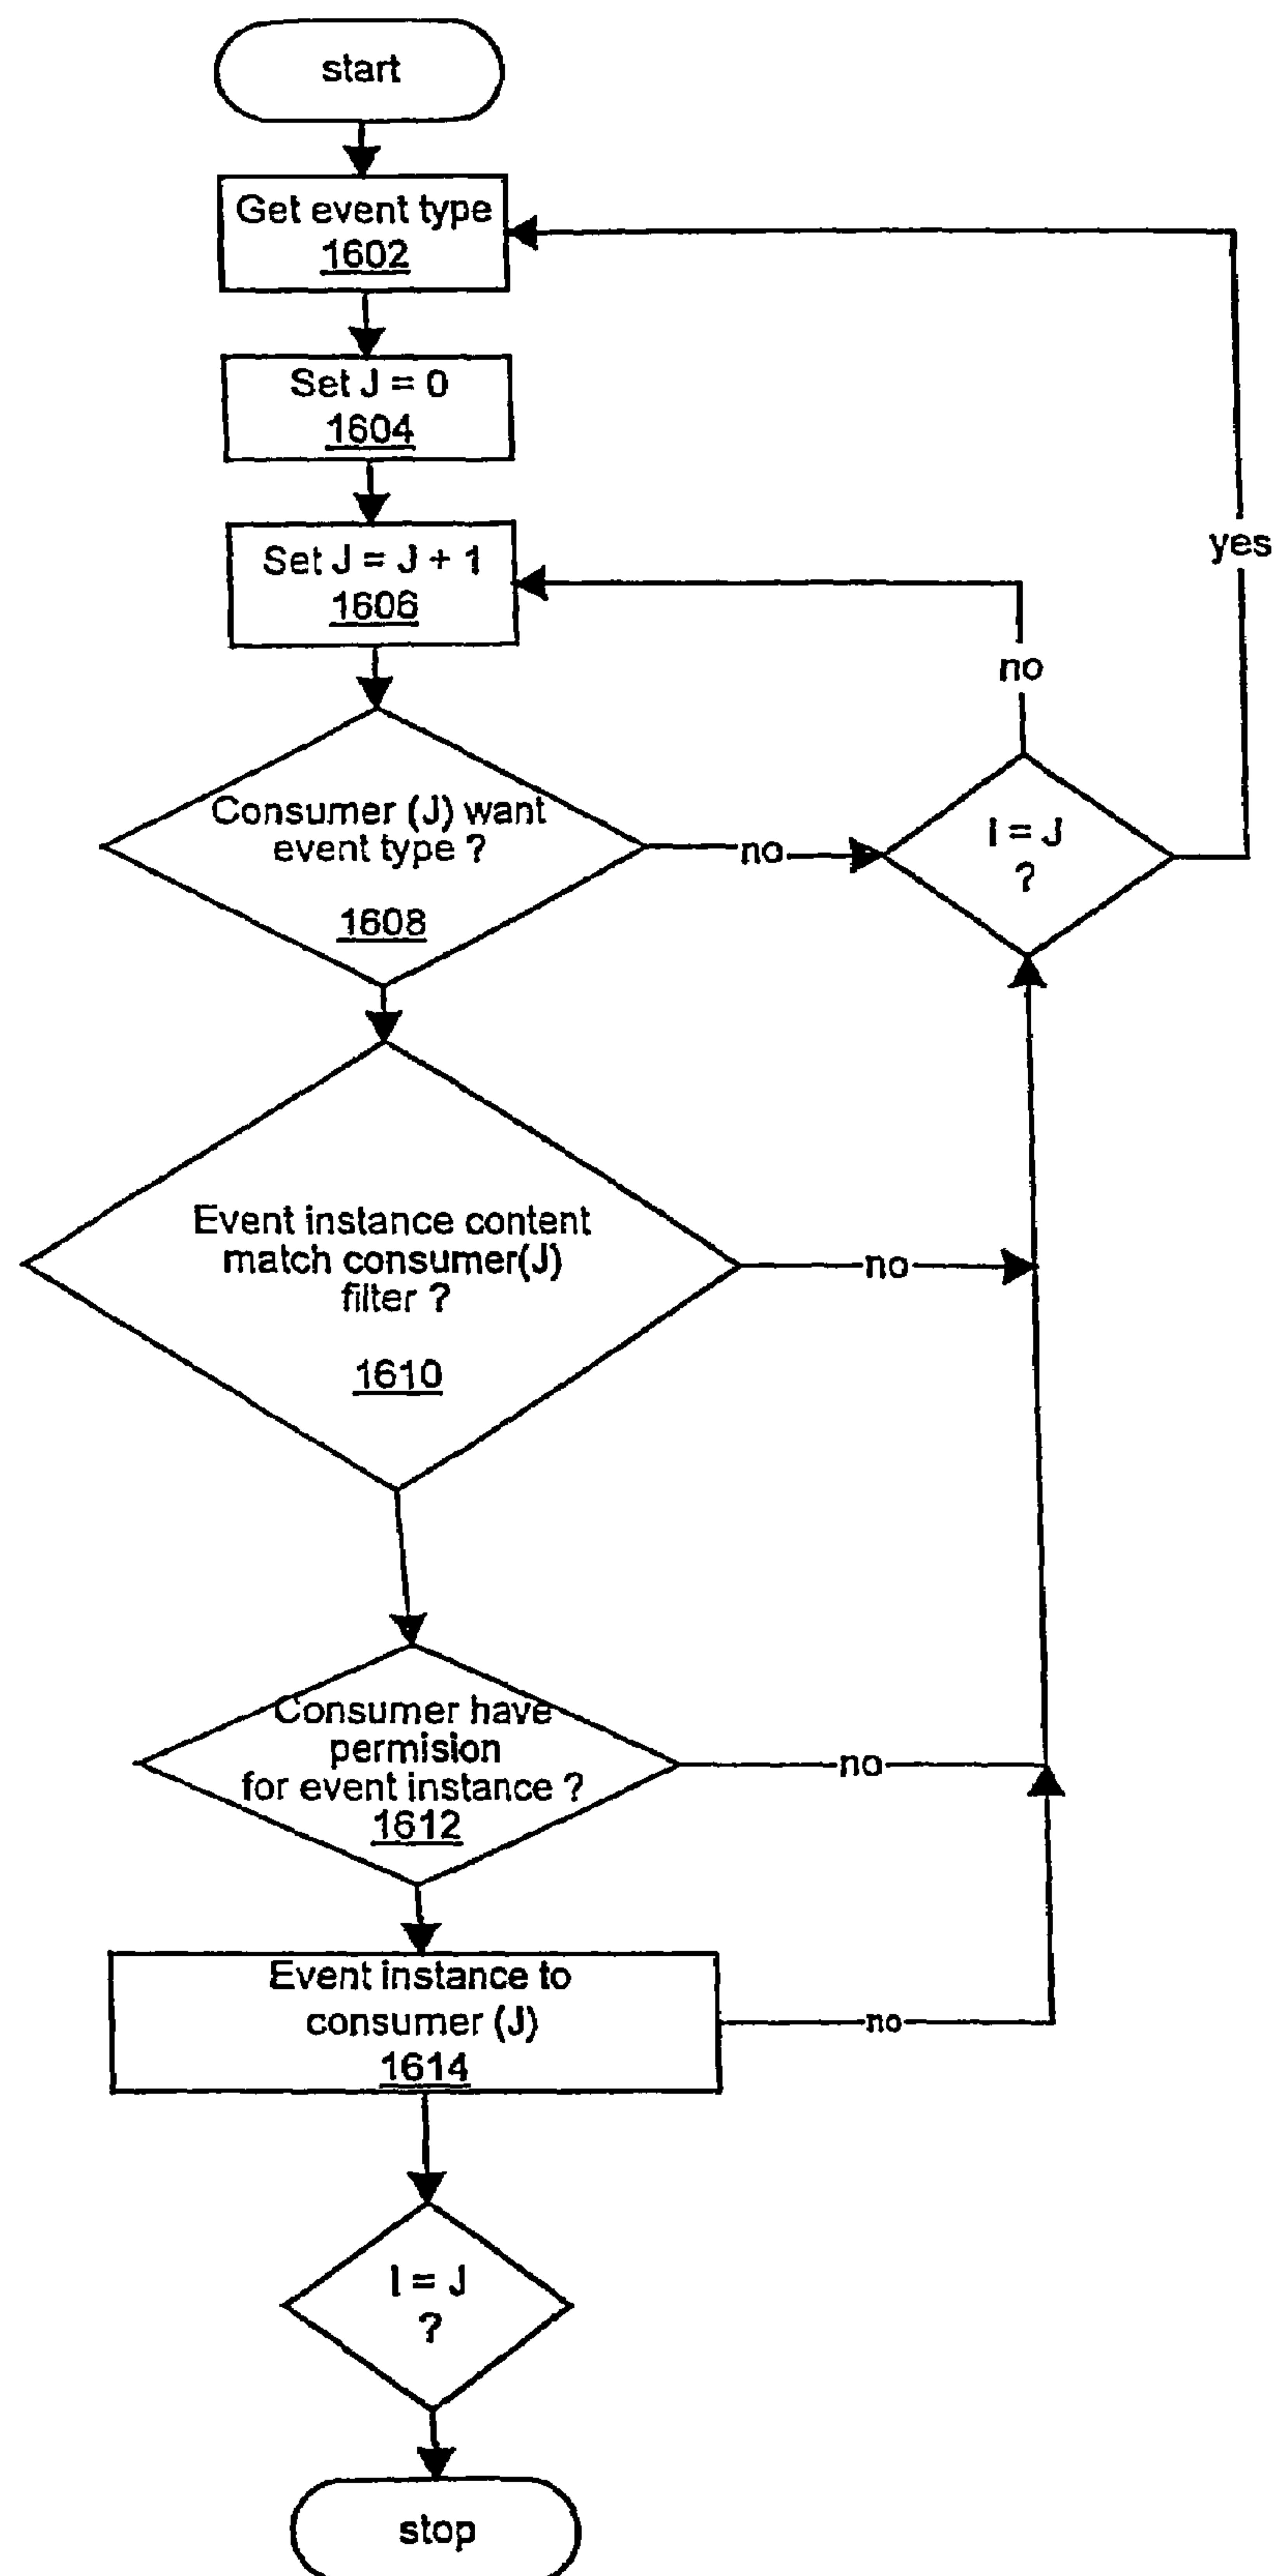 start
Get event type
1602
Set J = 0
1604
Set J = J + 1
1606
yes
no
Consumer (J) want
event type ?
1608
no
I = J
?
Event instance content
match consumer(J)
filter ?
1610
no
Consumer have
permision
for event instance ?
1612
no
Event instance to
consumer (J)
1614
no
I = J
?
stop